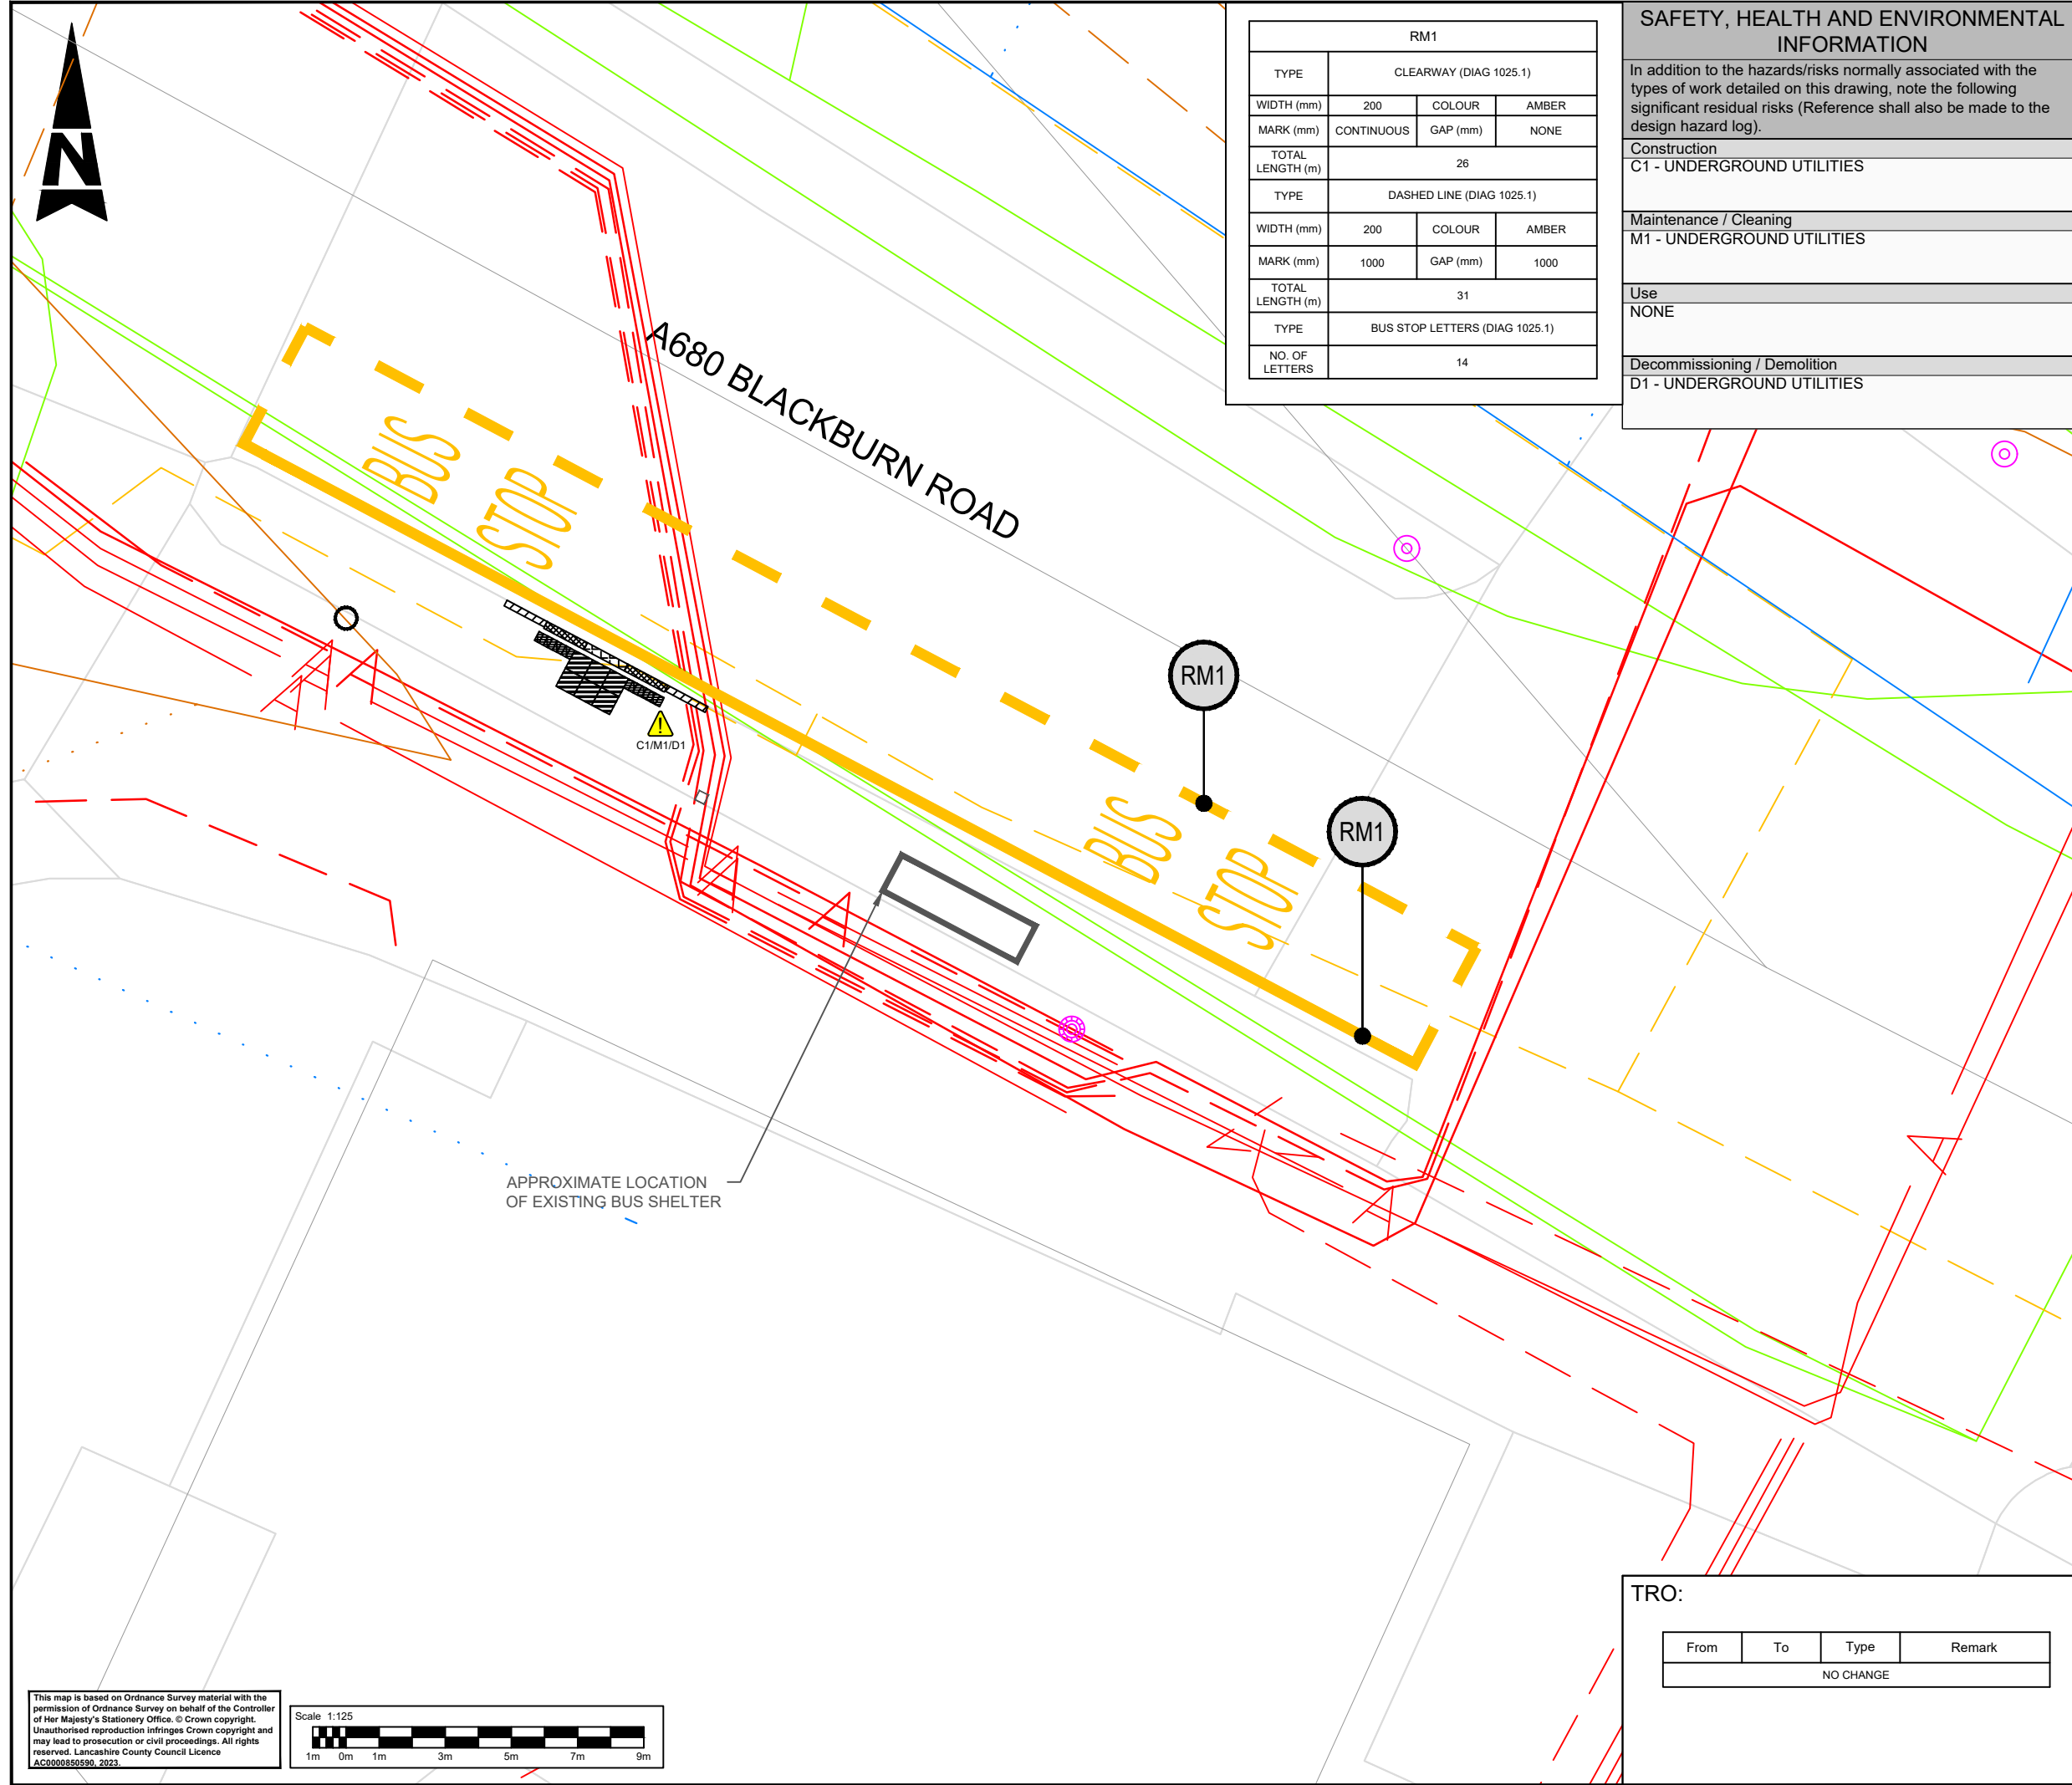 N
A680 BLACKBURN ROAD
BUS
STOP
BUS
STOP
RM1
RM1
C1/M1/D1
APPROXIMATE LOCATION
OF EXISTING BUS SHELTER
RM1
TYPE CLEARWAY (DIAG 1025.1)
WIDTH (mm) 200 COLOUR AMBER
MARK (mm) CONTINUOUS GAP (mm) NONE
TOTAL
LENGTH (m) 26
TYPE DASHED LINE (DIAG 1025.1)
WIDTH (mm) 200 COLOUR AMBER
MARK (mm) 1000 GAP (mm) 1000
TOTAL
LENGTH (m) 31
TYPE BUS STOP LETTERS (DIAG 1025.1)
NO. OF
LETTERS 14
SAFETY, HEALTH AND ENVIRONMENTAL
INFORMATION
In addition to the hazards/risks normally associated with the
types of work detailed on this drawing, note the following
significant residual risks (Reference shall also be made to the
design hazard log).
Construction
C1 - UNDERGROUND UTILITIES
Maintenance / Cleaning
M1 - UNDERGROUND UTILITIES
Use
NONE
Decommissioning / Demolition
D1 - UNDERGROUND UTILITIES
TRO:
From To Type Remark
NO CHANGE
This map is based on Ordnance Survey material with the
permission of Ordnance Survey on behalf of the Controller
of Her Majesty's Stationery Office. © Crown copyright.
Unauthorised reproduction infringes Crown copyright and
may lead to prosecution or civil proceedings. All rights
reserved. Lancashire County Council Licence
AC0000850590, 2023.
Scale 1:125
1m 0m 1m 3m 5m 7m 9m